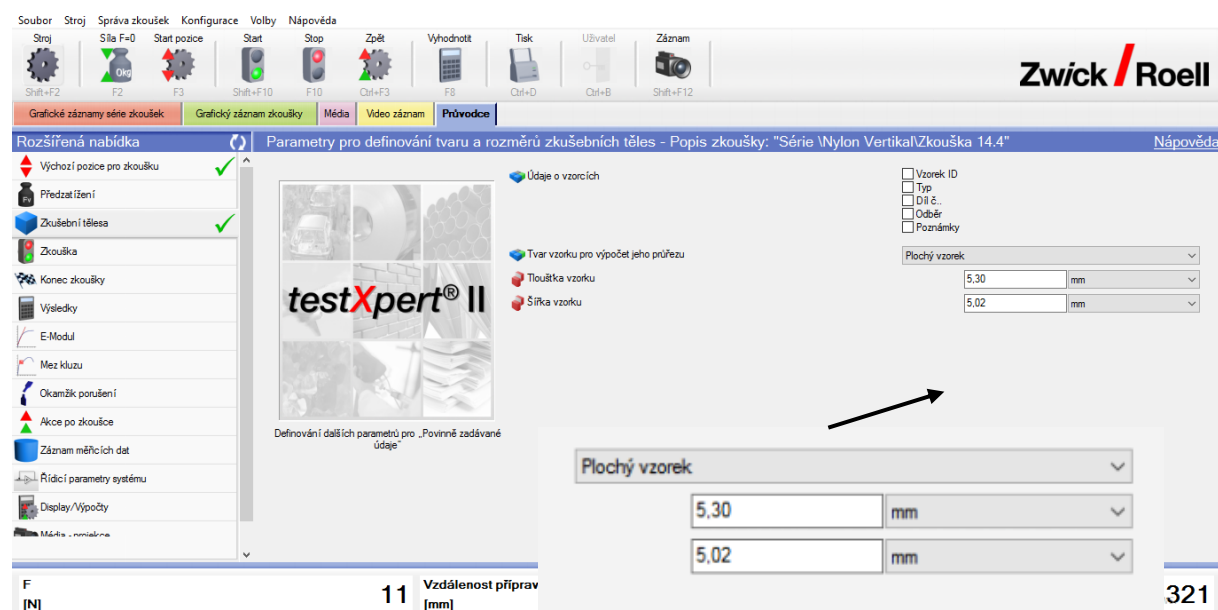 Soubor Stroj Správa zkoušek Konfigurace Volby Nápověda
Stroj Síla F=0 Start pozice Start Stop Zpět Vyhodnotit Tisk Uživatel Záznam
0kg
Shift+F2 F2 F3 Shift+F10 F10 Ctrl+F3 F8 Ctrl+D Ctrl+B Shift+F12
Zwick / Roell
Grafické záznamy série zkoušek Grafický záznam zkoušky Média Video záznam Průvodce
Rozšířená nabídka
Parametry pro definování tvaru a rozměrů zkušebních těles - Popis zkoušky: "Série \Nylon Vertikal\Zkouška 14.4" Nápověda
Výchozí pozice pro zkoušku
Předzatížení
Fv
Zkušební tělesa
Zkouška
Konec zkoušky
Výsledky
E-Modul
Mez kluzu
Okamžik porušení
Akce po zkoušce
Záznam měřicích dat
Řídicí parametry systému
Display/Výpočty
Média - projekce
testXpert® II
Definování dalších parametrů pro „Povinně zadávané
údaje"
Údaje o vzorcích
Vzorek ID
Typ
Díl č..
Odběr
Poznámky
Tvar vzorku pro výpočet jeho průřezu Plochý vzorek
Tloušťka vzorku 5,30 mm
Šířka vzorku 5,02 mm
Plochý vzorek
5,30 mm
5,02 mm
F
[N]
11
Vzdálenost příprav
[mm]
321